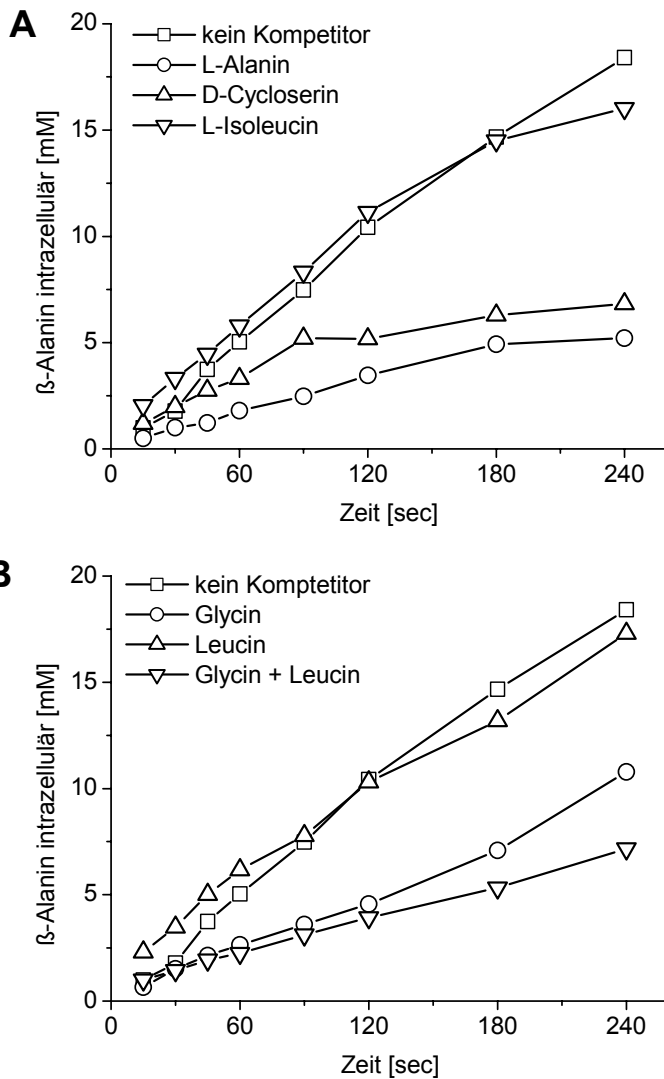 A
20
15
10
5
0
ß-Alanin intrazellulär [mM]
kein Kompetitor
L-Alanin
D-Cycloserin
L-Isoleucin
0 60 120 180 240
Zeit [sec]
B
20
15
10
5
0
ß-Alanin intrazellulär [mM]
kein Komptetitor
Glycin
Leucin
Glycin + Leucin
0 60 120 180 240
Zeit [sec]